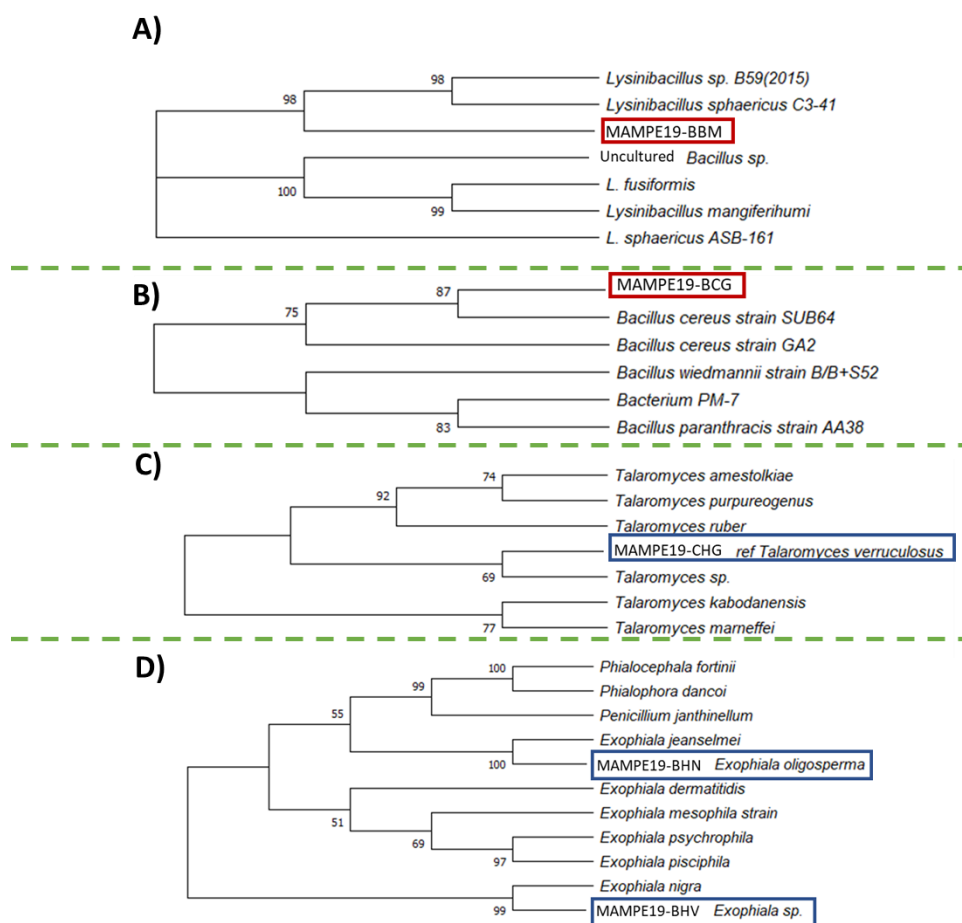 A)
98
Lysinibacillus sp. B59(2015)
98
Lysinibacillus sphaericus C3-41
MAMPE19-BBM
Uncultured Bacillus sp.
100
L. fusiformis
99
Lysinibacillus mangiferihumi
L. sphaericus ASB-161
B)
87
MAMPE19-BCG
75
Bacillus cereus strain SUB64
Bacillus cereus strain GA2
Bacillus wiedmannii strain B/B+S52
Bacterium PM-7
83
Bacillus paranthracis strain AA38
C)
74
Talaromyces amestolkiae
92
Talaromyces purpureogenus
Talaromyces ruber
MAMPE19-CHG ref Talaromyces verruculosus
69
Talaromyces sp.
Talaromyces kabodanensis
77
Talaromyces marneffei
D)
100
Phialocephala fortinii
99
Phialophora dancoi
55
Penicillium janthinellum
Exophiala jeanselmei
100
MAMPE19-BHN Exophiala oligosperma
Exophiala dermatitidis
51
Exophiala mesophila strain
69
Exophiala psychrophila
97
Exophiala pisciphila
Exophiala nigra
99
MAMPE19-BHV Exophiala sp.